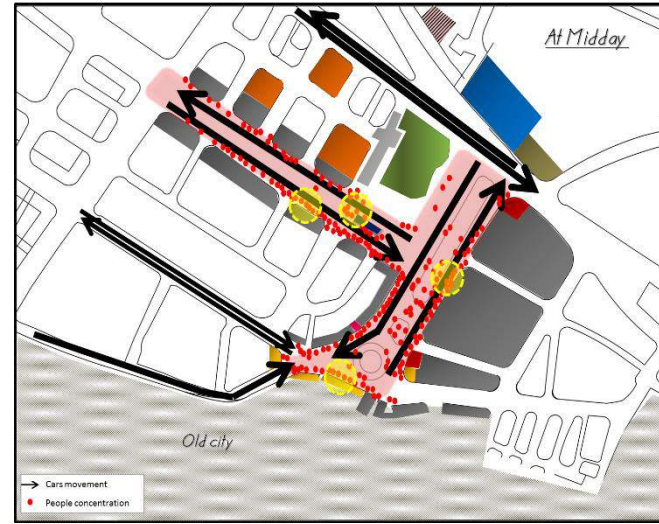 At Midday
Old city
Cars movement
People concentration